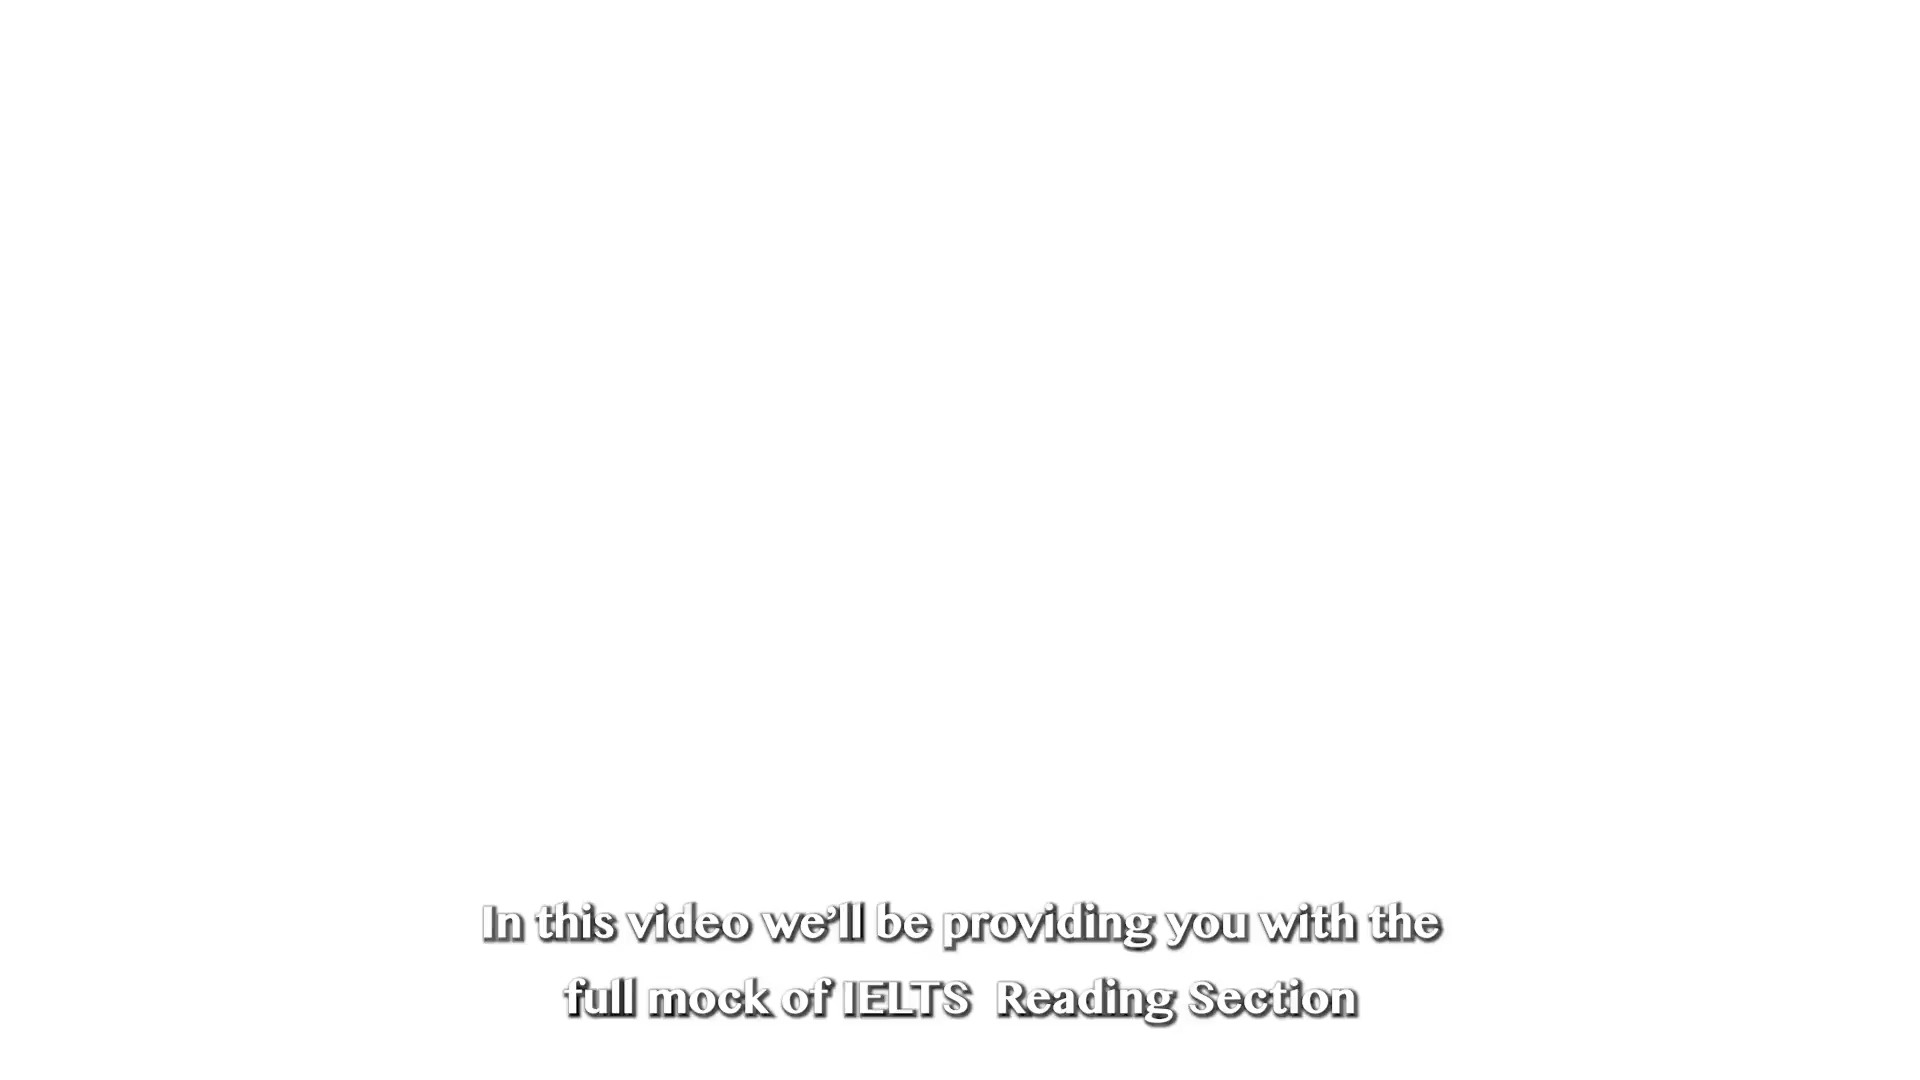 In this video we'll be providing you with the
full mock of IELTS  Reading Section